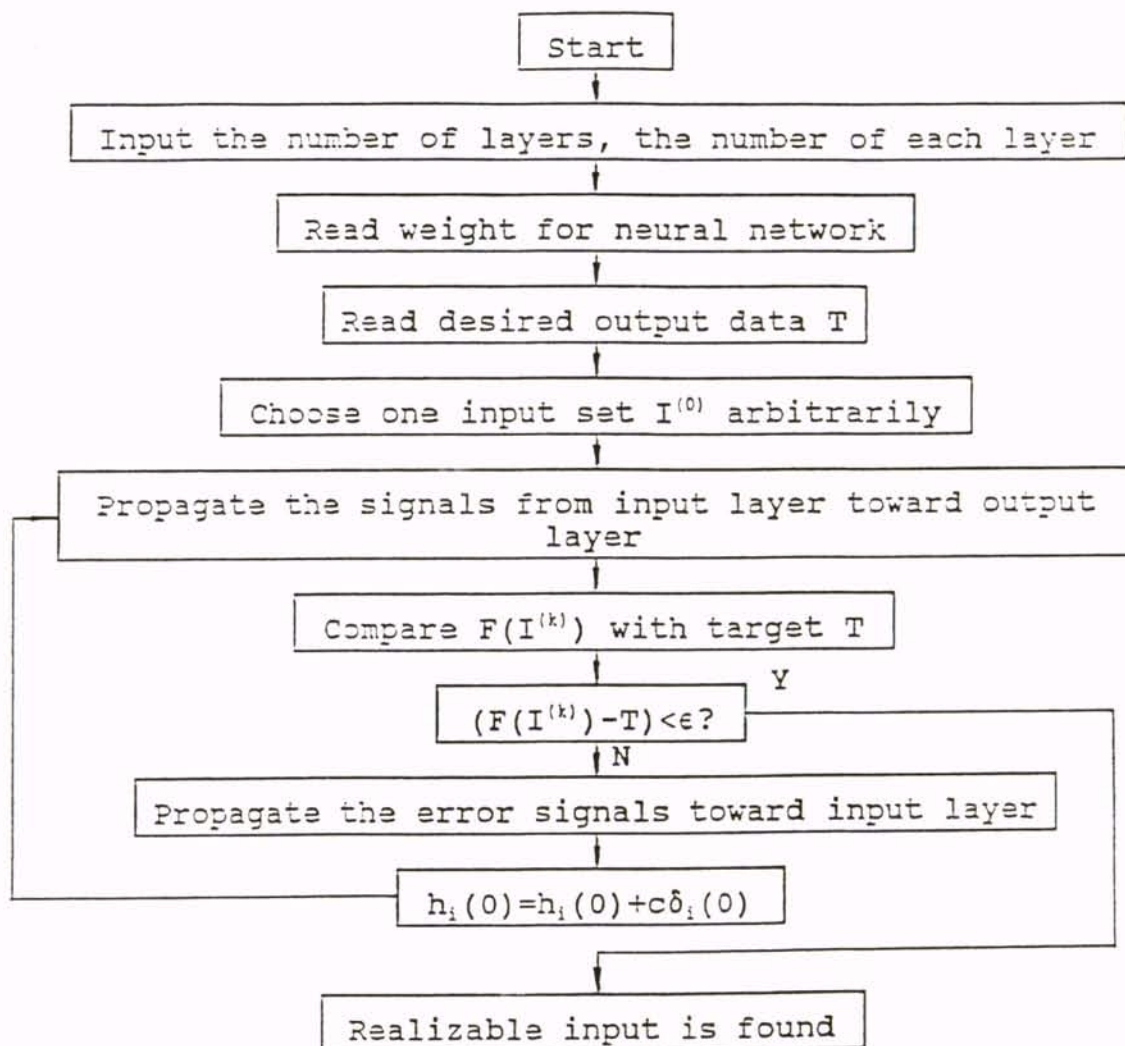 Start
Input the number of layers, the number of each layer
Read weight for neural network
Read desired output data T
Choose one input set I⁽⁰⁾ arbitrarily
Propagate the signals from input layer toward output
layer
Compare F(I⁽ᵏ⁾) with target T
Y
(F(I⁽ᵏ⁾)-T)<ϵ?
N
Propagate the error signals toward input layer
hᵢ(0)=hᵢ(0)+cδᵢ(0)
Realizable input is found